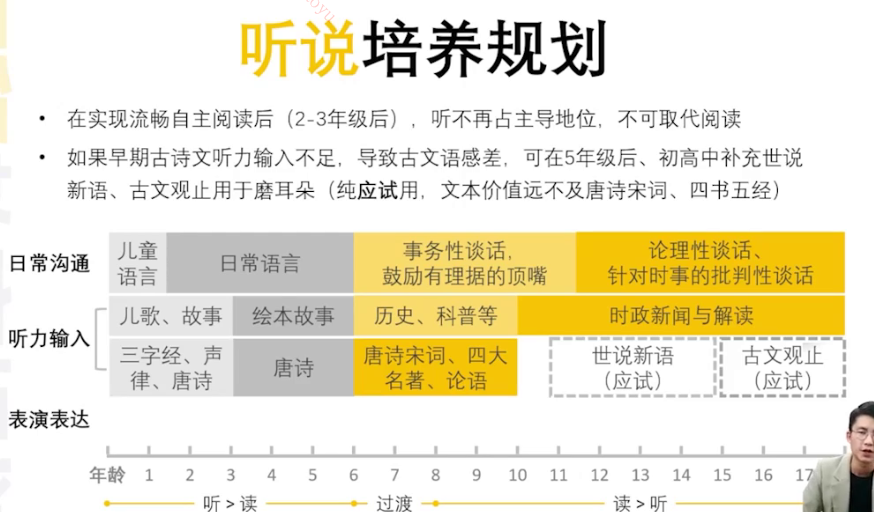 听说培养规划
• 在实现流畅自主阅读后（2-3年级后），听不再占主导地位，不可取代阅读
• 如果早期古诗文听力输入不足，导致古文语感差，可在5年级后、初高中补充世说
新语、古文观止用于磨耳朵（纯应试用，文本价值远不及唐诗宋词、四书五经）
日常沟通
儿童
语言
日常语言
事务性谈话，
鼓励有理据的顶嘴
论理性谈话、
针对时事的批判性谈话
听力输入
儿歌、故事
绘本故事
历史、科普等
时政新闻与解读
三字经、声
律、唐诗
唐诗
唐诗宋词、四大
名著、论语
世说新语
（应试）
古文观止
（应试）
表演表达
年龄 1 2 3 4 5 6 7 8 9 10 11 12 13 14 15 16 17
听 > 读
过渡
读 > 听